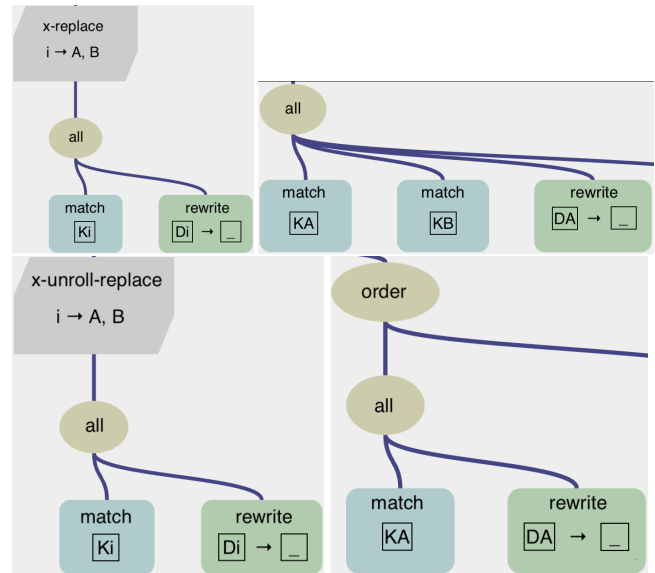 x-replace
i → A, B
all
match
Ki
rewrite
Di → _
all
match
KA
match
KB
rewrite
DA → _
x-unroll-replace
i → A, B
all
match
Ki
rewrite
Di → _
order
all
match
KA
rewrite
DA → _